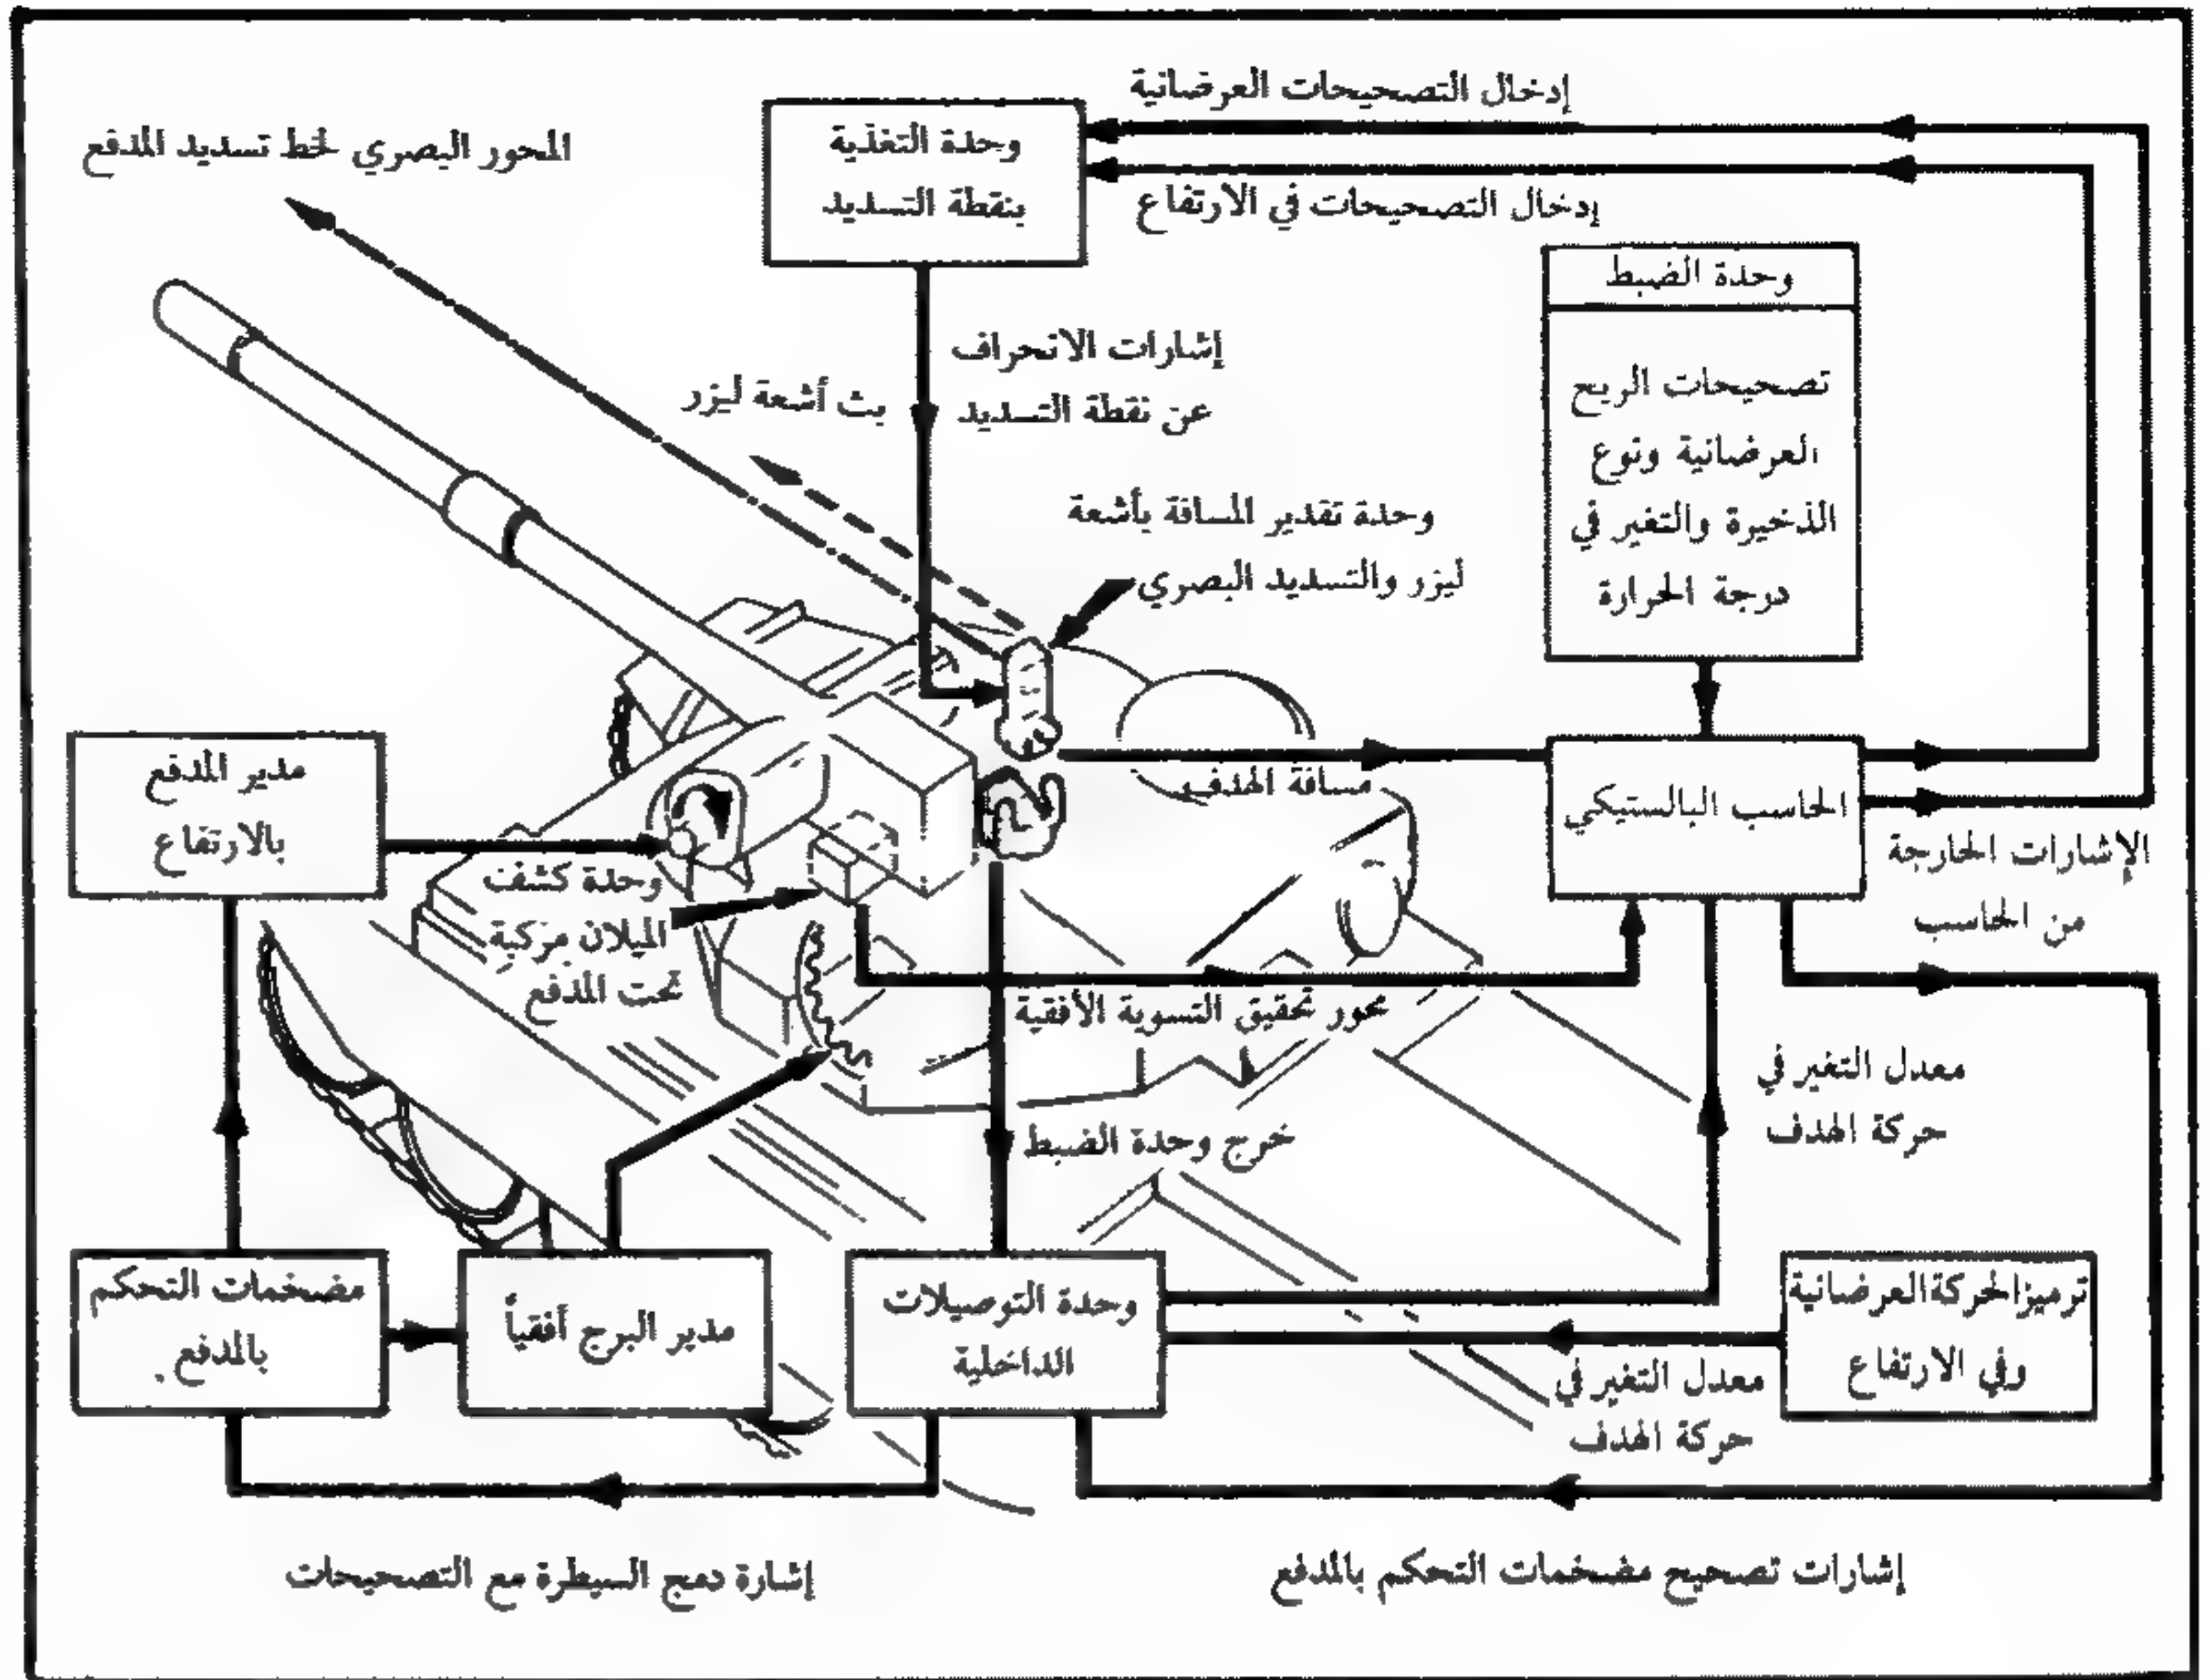 إدخال التصحيحات العرضانية
وحدة التغذية
بنقطة التسديد
المحور البصري لخط تسديد المدفع
إدخال التصحيحات في الارتفاع
وحدة الضبط
تصحيحات الريح
العرضانية ونوع
الذخيرة والتغير في
درجة الحرارة
إشارات الانحراف
عن نقطة التسديد
بث أشعة ليزر
وحدة تقدير المسافة بأشعة
ليزر والتسديد البصري
مدير المدفع
بالارتفاع
مسافة الهدف
الحاسب البالستيكي
الإشارات الخارجة
من الحاسب
وحدة كشف
الميلان مركبة
تحت المدفع
محور تحقيق التسوية الأفقية
معدل التغير في
حركة الهدف
خرج وحدة الضبط
ترميز الحركة العرضانية
وفي الارتفاع
وحدة التوصيلات
الداخلية
مدير البرج أفقياً
مضخمات التحكم
بالمدفع .
معدل التغير في
حركة الهدف
إشارات تصحيح مضخمات التحكم بالمدفع
إشارة دمج السيطرة مع التصحيحات